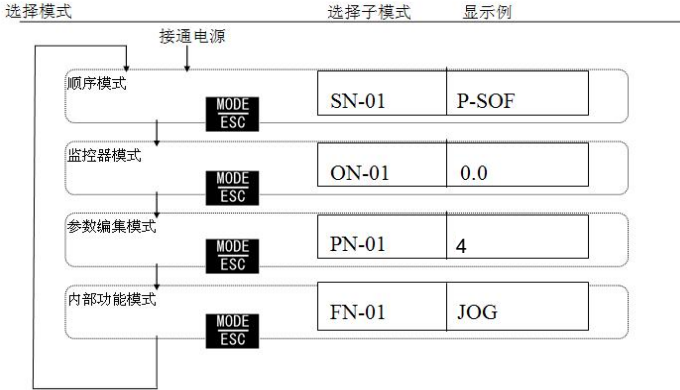 选择模式 选择子模式 显示例
接通电源
顺序模式
MODE
ESC
SN-01 P-SOF
监控器模式
MODE
ESC
ON-01 0.0
参数编集模式
MODE
ESC
PN-01 4
内部功能模式
MODE
ESC
FN-01 JOG